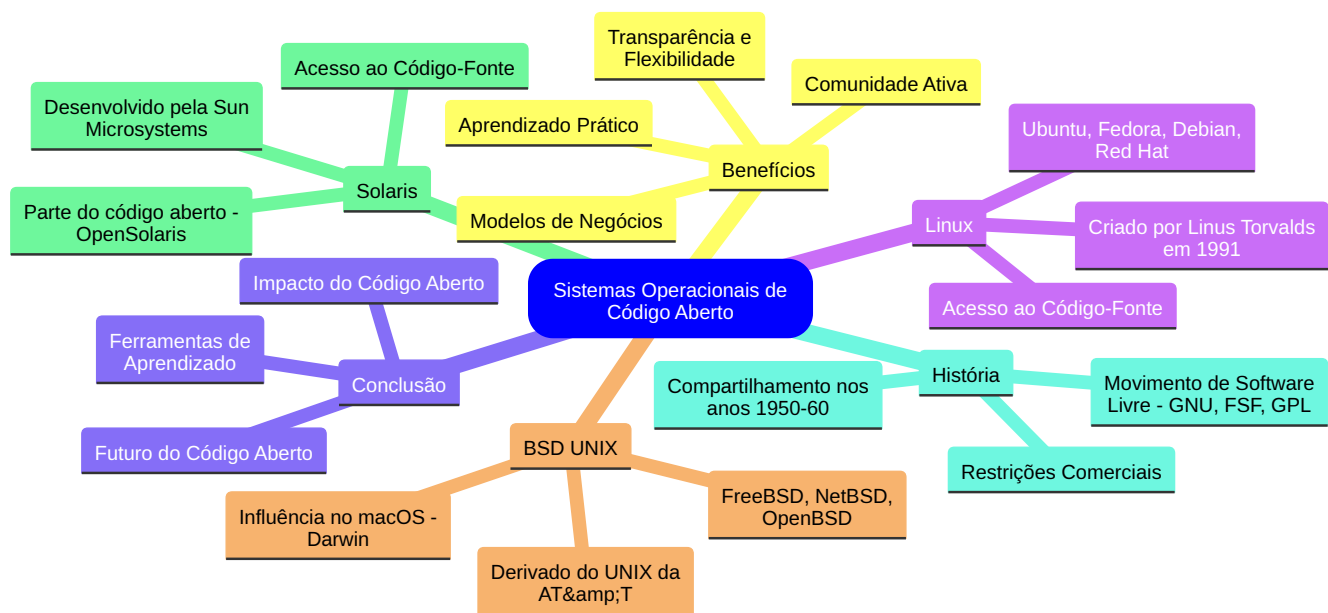 Sistemas Operacionais de
Código Aberto
Solaris
Acesso ao Código-Fonte
Desenvolvido pela Sun
Microsystems
Parte do código aberto -
OpenSolaris
Benefícios
Transparência e
Flexibilidade
Comunidade Ativa
Aprendizado Prático
Modelos de Negócios
Linux
Ubuntu, Fedora, Debian,
Red Hat
Criado por Linus Torvalds
em 1991
Acesso ao Código-Fonte
História
Compartilhamento nos
anos 1950-60
Movimento de Software
Livre - GNU, FSF, GPL
Restrições Comerciais
BSD UNIX
Influência no macOS -
Darwin
Derivado do UNIX da
AT&amp;T
FreeBSD, NetBSD,
OpenBSD
Conclusão
Impacto do Código Aberto
Ferramentas de
Aprendizado
Futuro do Código Aberto